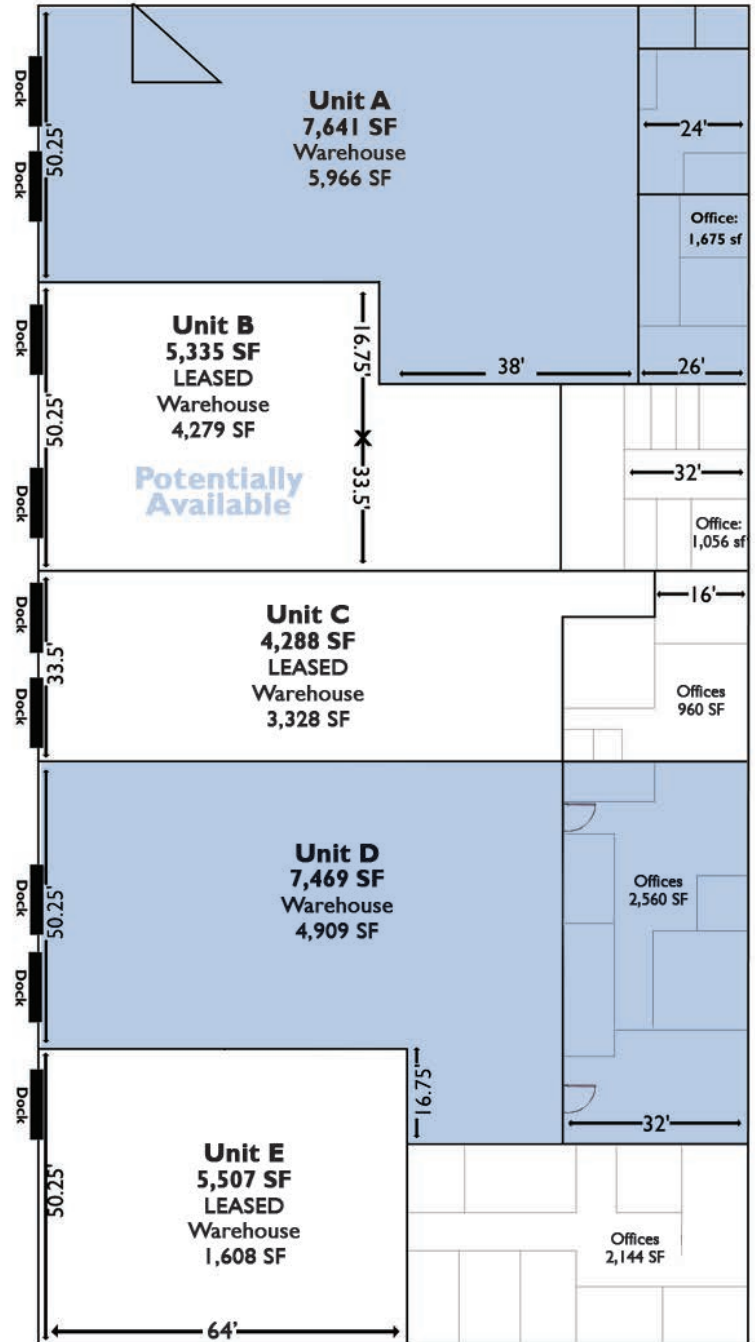 Dock
Dock
50.25'
Unit A
7,641 SF
Warehouse
5,966 SF
24'
Office:
1,675 sf
38'
26'
Dock
Dock
50.25'
Unit B
5,335 SF
LEASED
Warehouse
4,279 SF
Potentially
Available
16.75'
X
33.5'
32'
Office:
1,056 sf
Dock
Dock
33.5'
Unit C
4,288 SF
LEASED
Warehouse
3,328 SF
16'
Offices
960 SF
Dock
Dock
50.25'
Unit D
7,469 SF
Warehouse
4,909 SF
Offices
2,560 SF
16.75'
32'
Dock
50.25'
Unit E
5,507 SF
LEASED
Warehouse
1,608 SF
64'
Offices
2,144 SF